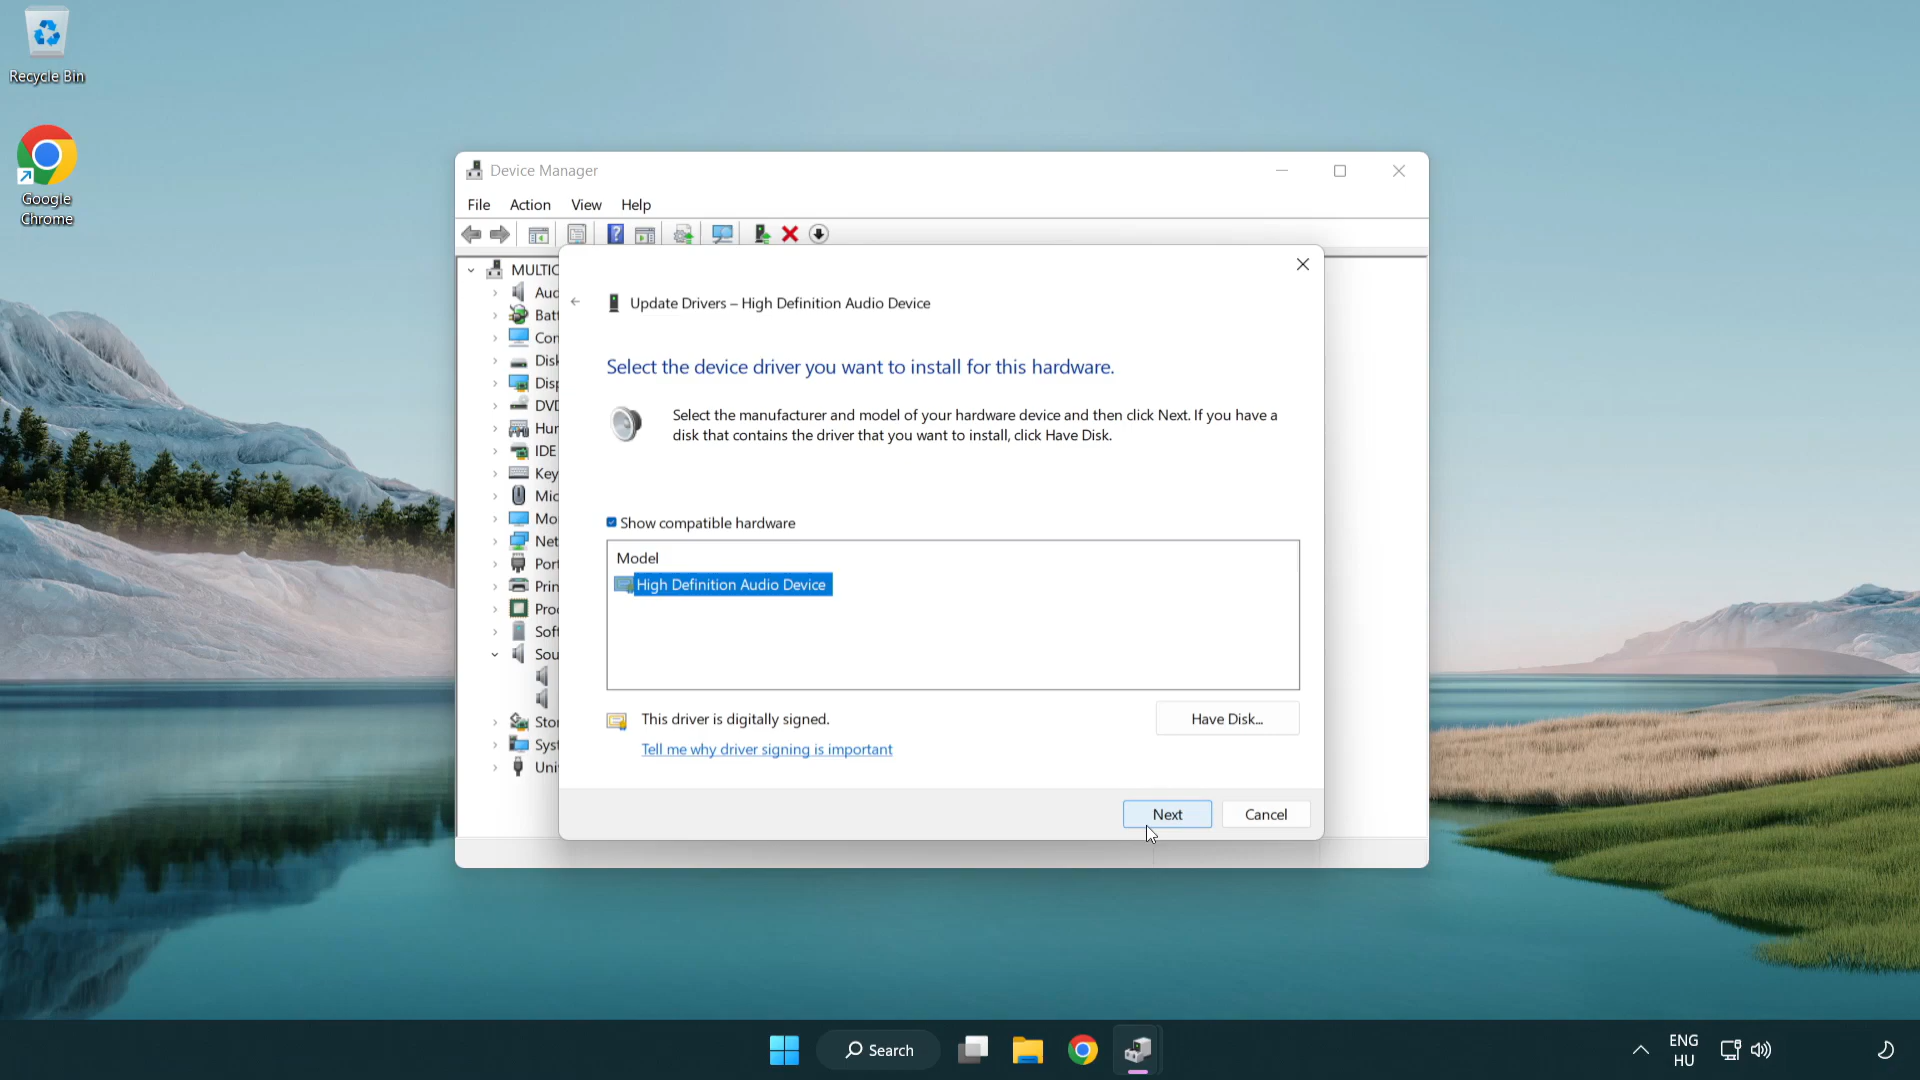 Recycle Bin
Google
Chrome
Device Manager
File Action View Help
MULTIC
Aud
Batt
Com
Disk
Disp
DVD
Hum
IDE
Key
Mic
Mo
Net
Port
Prin
Proc
Soft
Sou
Stor
Syst
Uni
Update Drivers – High Definition Audio Device
Select the device driver you want to install for this hardware.
Select the manufacturer and model of your hardware device and then click Next. If you have a
disk that contains the driver that you want to install, click Have Disk.
Show compatible hardware
Model
High Definition Audio Device
This driver is digitally signed.
Have Disk...
Tell me why driver signing is important
Next
Cancel
Search
ENG
HU